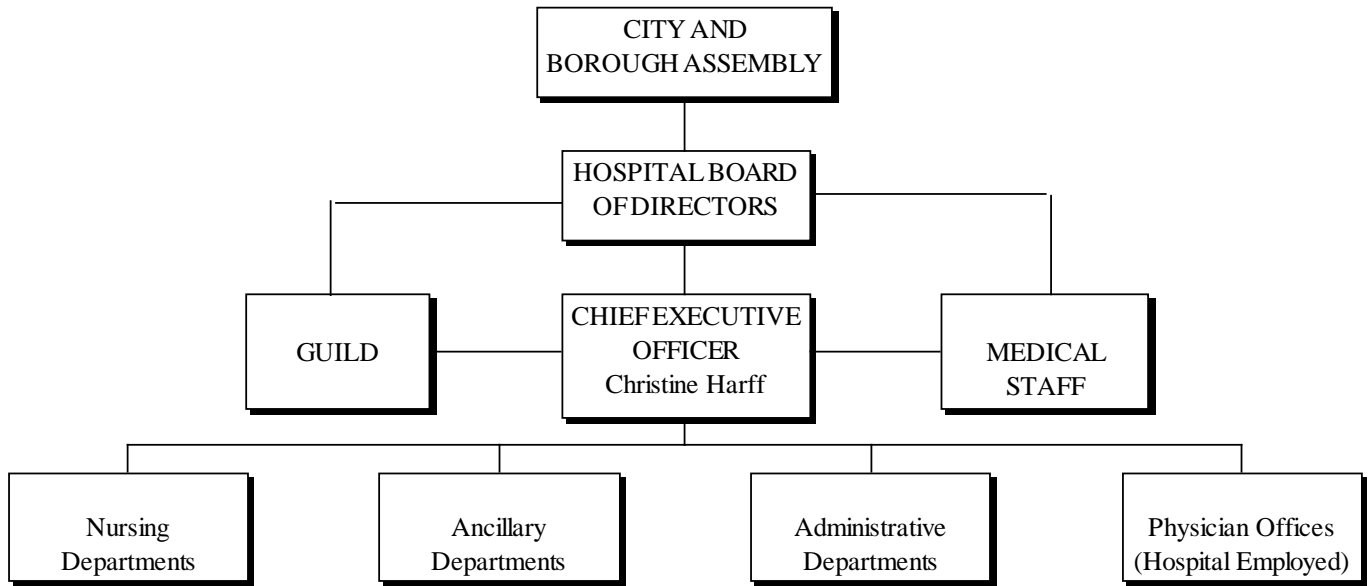 CITY AND
BOROUGH ASSEMBLY
HOSPITAL BOARD
OF DIRECTORS
GUILD
CHIEF EXECUTIVE
OFFICER
Christine Harff
MEDICAL
STAFF
Nursing
Departments
Ancillary
Departments
Administrative
Departments
Physician Offices
(Hospital Employed)